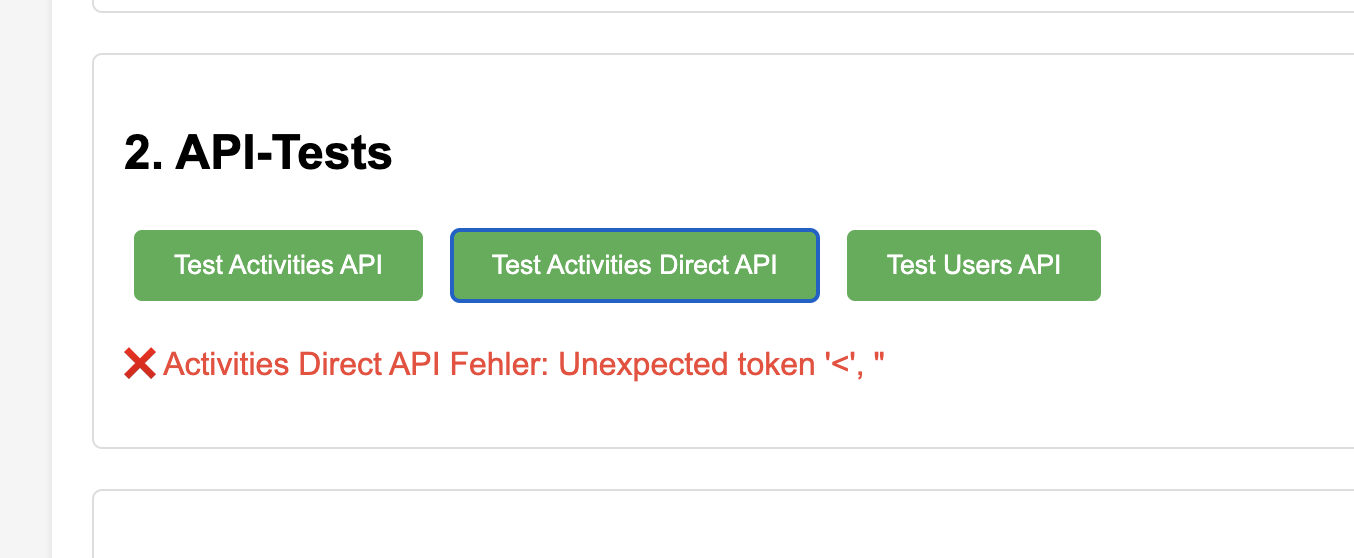 2. API-Tests
Test Activities API
Test Activities Direct API
Test Users API
❌ Activities Direct API Fehler: Unexpected token '<', "